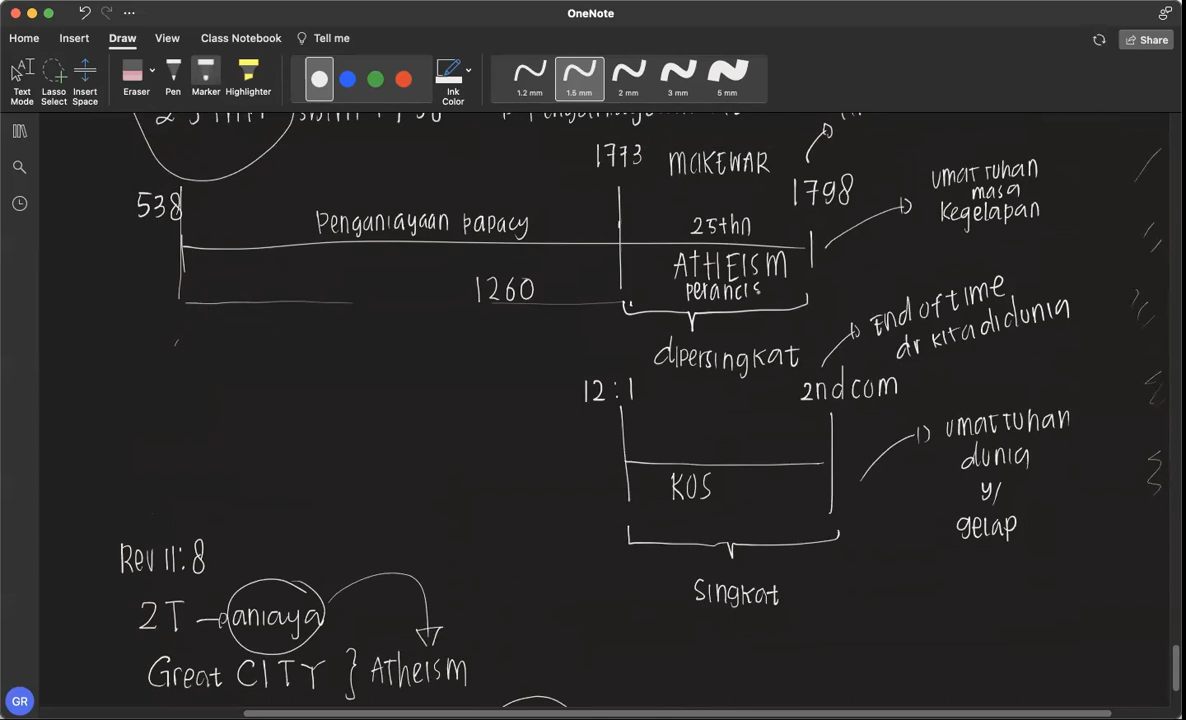 OneNote
Home Insert Draw View Class Notebook Tell me
Share
Text Mode
Lasso Select
Insert Space
Eraser
Pen
Marker
Highlighter
Ink Color
1.2 mm
1.5 mm
2 mm
3 mm
5 mm
1773
MAKEWAR
1798
538
Penganiayaan papacy
25thn
umat tuhan
masa
kegelapan
1260
ATHEISM
perancis
dipersingkat
End of time
dr kita di dunia
12:1
2nd com
KOS
umat tuhan
dunia
y/
gelap
singkat
Rev 11:8
2T
aniaya
Great CITY } Atheism
GR